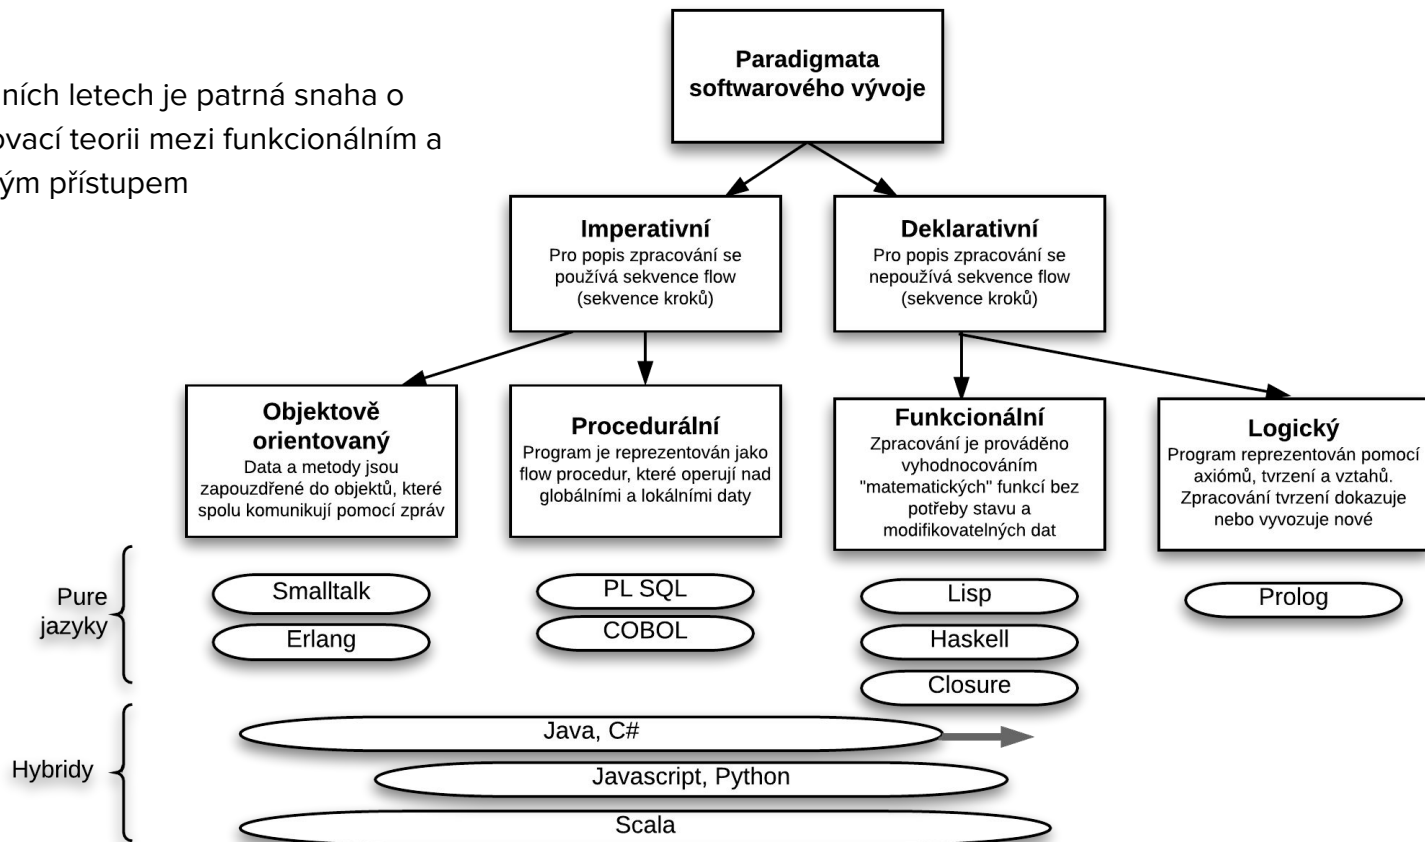 Paradigmata
softwarového vývoje
ních letech je patrná snaha o
ovací teorii mezi funkcionálním a
ým přístupem
Imperativní
Pro popis zpracování se
používá sekvence flow
(sekvence kroků)
Deklarativní
Pro popis zpracování se
nepoužívá sekvence flow
(sekvence kroků)
Objektově
orientovaný
Data a metody jsou
zapouzdřené do objektů, které
spolu komunikují pomocí zpráv
Procedurální
Program je reprezentován jako
flow procedur, které operují nad
globálními a lokálními daty
Funkcionální
Zpracování je prováděno
vyhodnocováním
"matematických" funkcí bez
potřeby stavu a
modifikovatelných dat
Logický
Program reprezentován pomocí
axiómů, tvrzení a vztahů.
Zpracování tvrzení dokazuje
nebo vyvozuje nové
Pure
jazyky
Smalltalk
Erlang
PL SQL
COBOL
Lisp
Haskell
Closure
Prolog
Hybridy
Java, C#
Javascript, Python
Scala